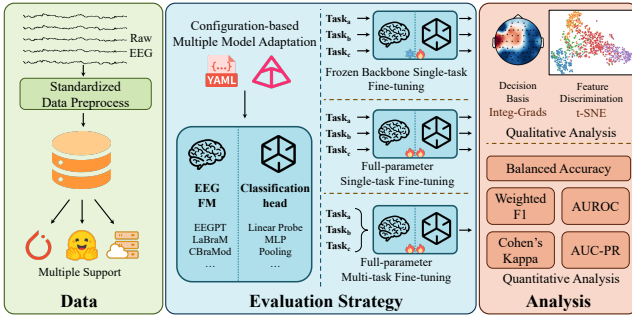 Raw
EEG
Standardized
Data Preprocess
Multiple Support
Data
Configuration-based
Multiple Model Adaptation
{...}
YAML
EEG
FM
EEGPT
LaBraM
CBraMod
...
Classification
head
Linear Probe
MLP
Pooling
...
Task_a
Task_b
Task_c
Frozen Backbone Single-task
Fine-tuning
Task_a
Task_b
Task_c
Full-parameter
Single-task Fine-tuning
Task_a
Task_b
Task_c
Full-parameter
Multi-task Fine-tuning
Evaluation Strategy
Decision
Basis
Integ-Grads
Feature
Discrimination
t-SNE
Qualitative Analysis
Balanced Accuracy
Weighted
F1
AUROC
Cohen's
Kappa
AUC-PR
Quantitative Analysis
Analysis